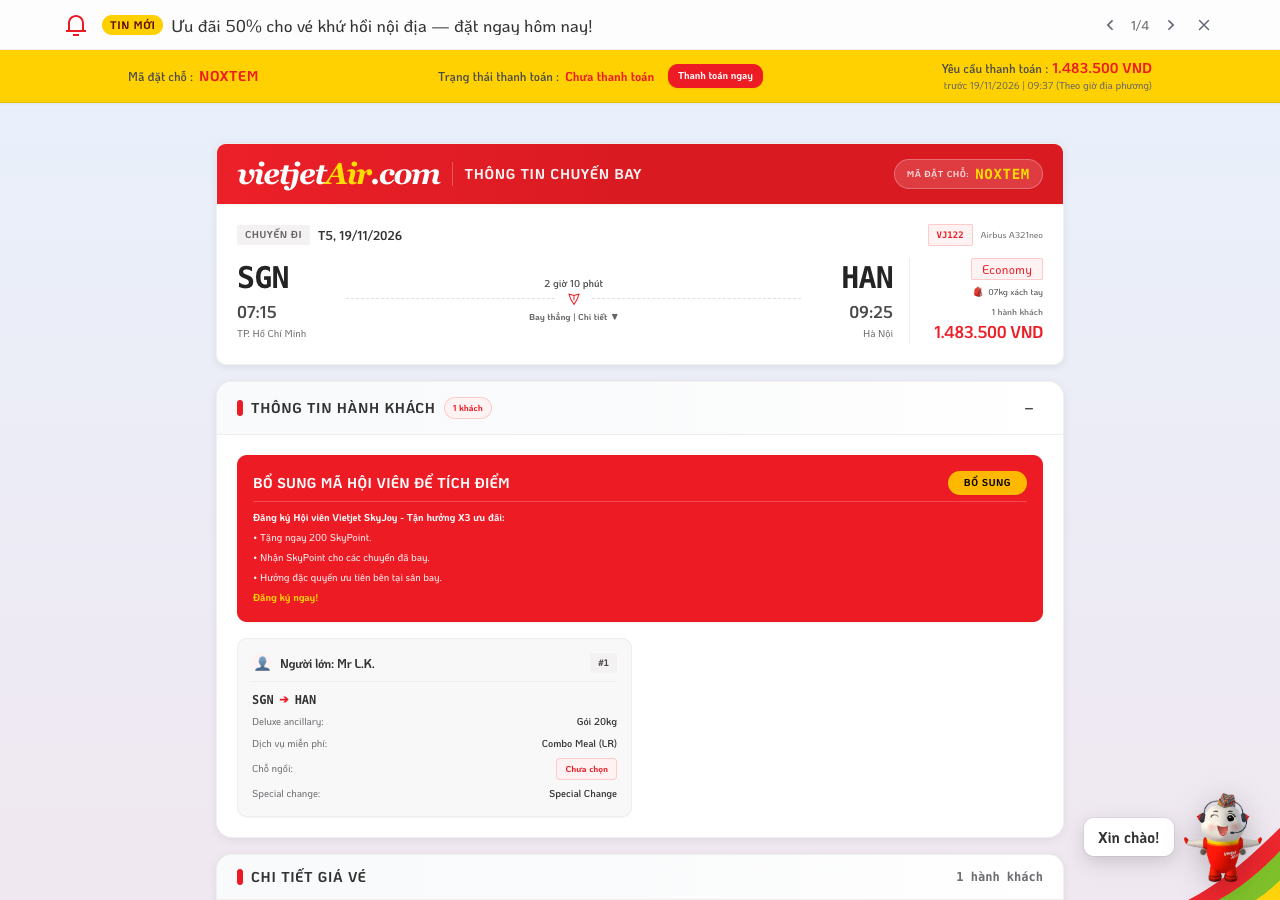 TIN MỚI Ưu đãi 50% cho vé khứ hồi nội địa — đặt ngay hôm nay! 1/4
Mã đặt chỗ : NOXTEM
Trạng thái thanh toán : Chưa thanh toán Thanh toán ngay
Yêu cầu thanh toán : 1.483.500 VND
trước 19/11/2026 | 09:37 (Theo giờ địa phương)
vietjetAir.com THÔNG TIN CHUYẾN BAY MÃ ĐẶT CHỖ: NOXTEM
CHUYẾN ĐI T5, 19/11/2026 VJ122 Airbus A321neo
SGN
07:15
TP. Hồ Chí Minh
2 giờ 10 phút
Bay thẳng | Chi tiết ▼
HAN
09:25
Hà Nội
Economy
07kg xách tay
1 hành khách
1.483.500 VND
THÔNG TIN HÀNH KHÁCH 1 khách –
BỔ SUNG MÃ HỘI VIÊN ĐỂ TÍCH ĐIỂM BỔ SUNG
Đăng ký Hội viên Vietjet SkyJoy - Tận hưởng X3 ưu đãi:
• Tặng ngay 200 SkyPoint.
• Nhận SkyPoint cho các chuyến đã bay.
• Hưởng đặc quyền ưu tiên bên tại sân bay.
Đăng ký ngay!
Người lớn: Mr L.K. #1
SGN ➔ HAN
Deluxe ancillary: Gói 20kg
Dịch vụ miễn phí: Combo Meal (LR)
Chỗ ngồi: Chưa chọn
Special change: Special Change
Xin chào!
CHI TIẾT GIÁ VÉ 1 hành khách